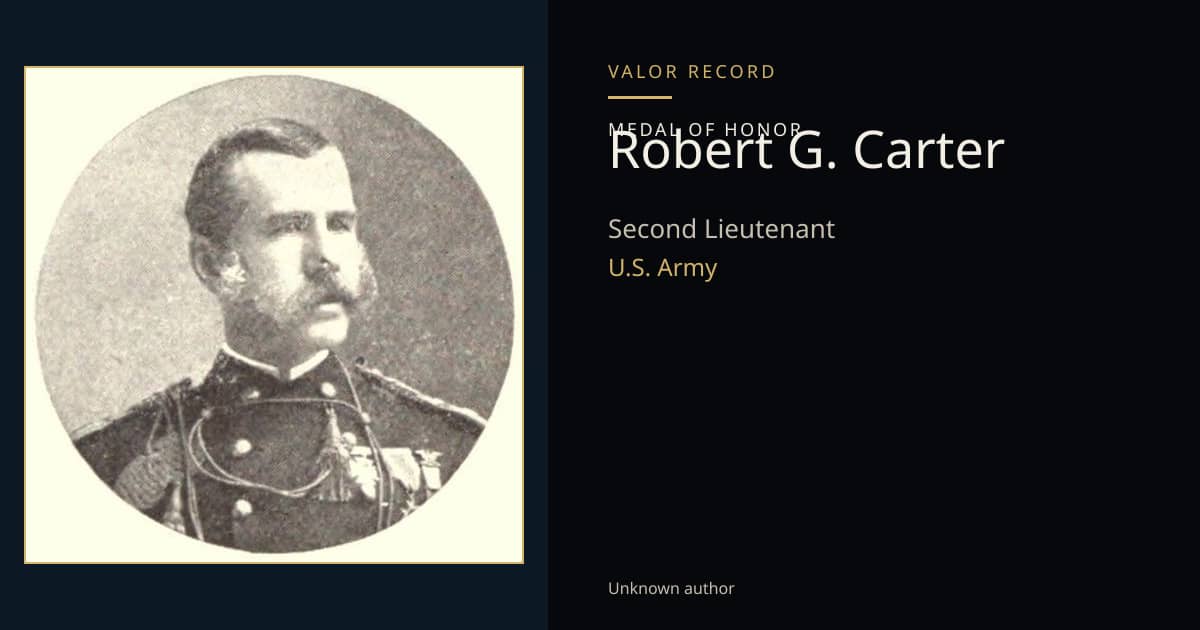 VALOR RECORD
MEDAL OF HONOR
Robert G. Carter
Second Lieutenant
U.S. Army
Unknown author